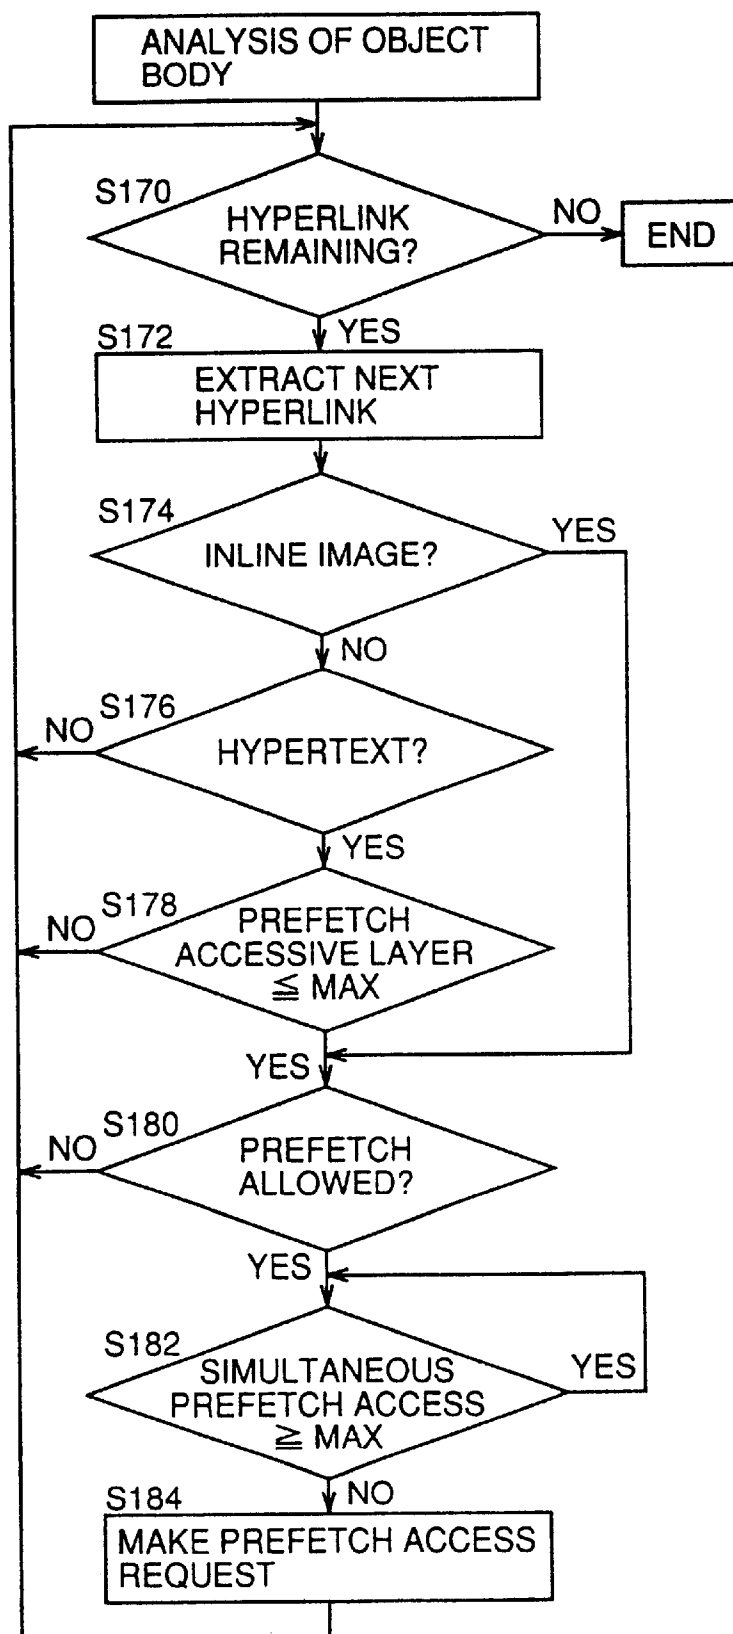 ANALYSIS OF OBJECT
BODY
S170
HYPERLINK
REMAINING?
NO
END
YES
S172
EXTRACT NEXT
HYPERLINK
S174
INLINE IMAGE?
YES
NO
S176
NO
HYPERTEXT?
YES
S178
NO
PREFETCH
ACCESSIVE LAYER
≦ MAX
YES
S180
NO
PREFETCH
ALLOWED?
YES
S182
SIMULTANEOUS
PREFETCH ACCESS
≧ MAX
YES
NO
S184
MAKE PREFETCH ACCESS
REQUEST